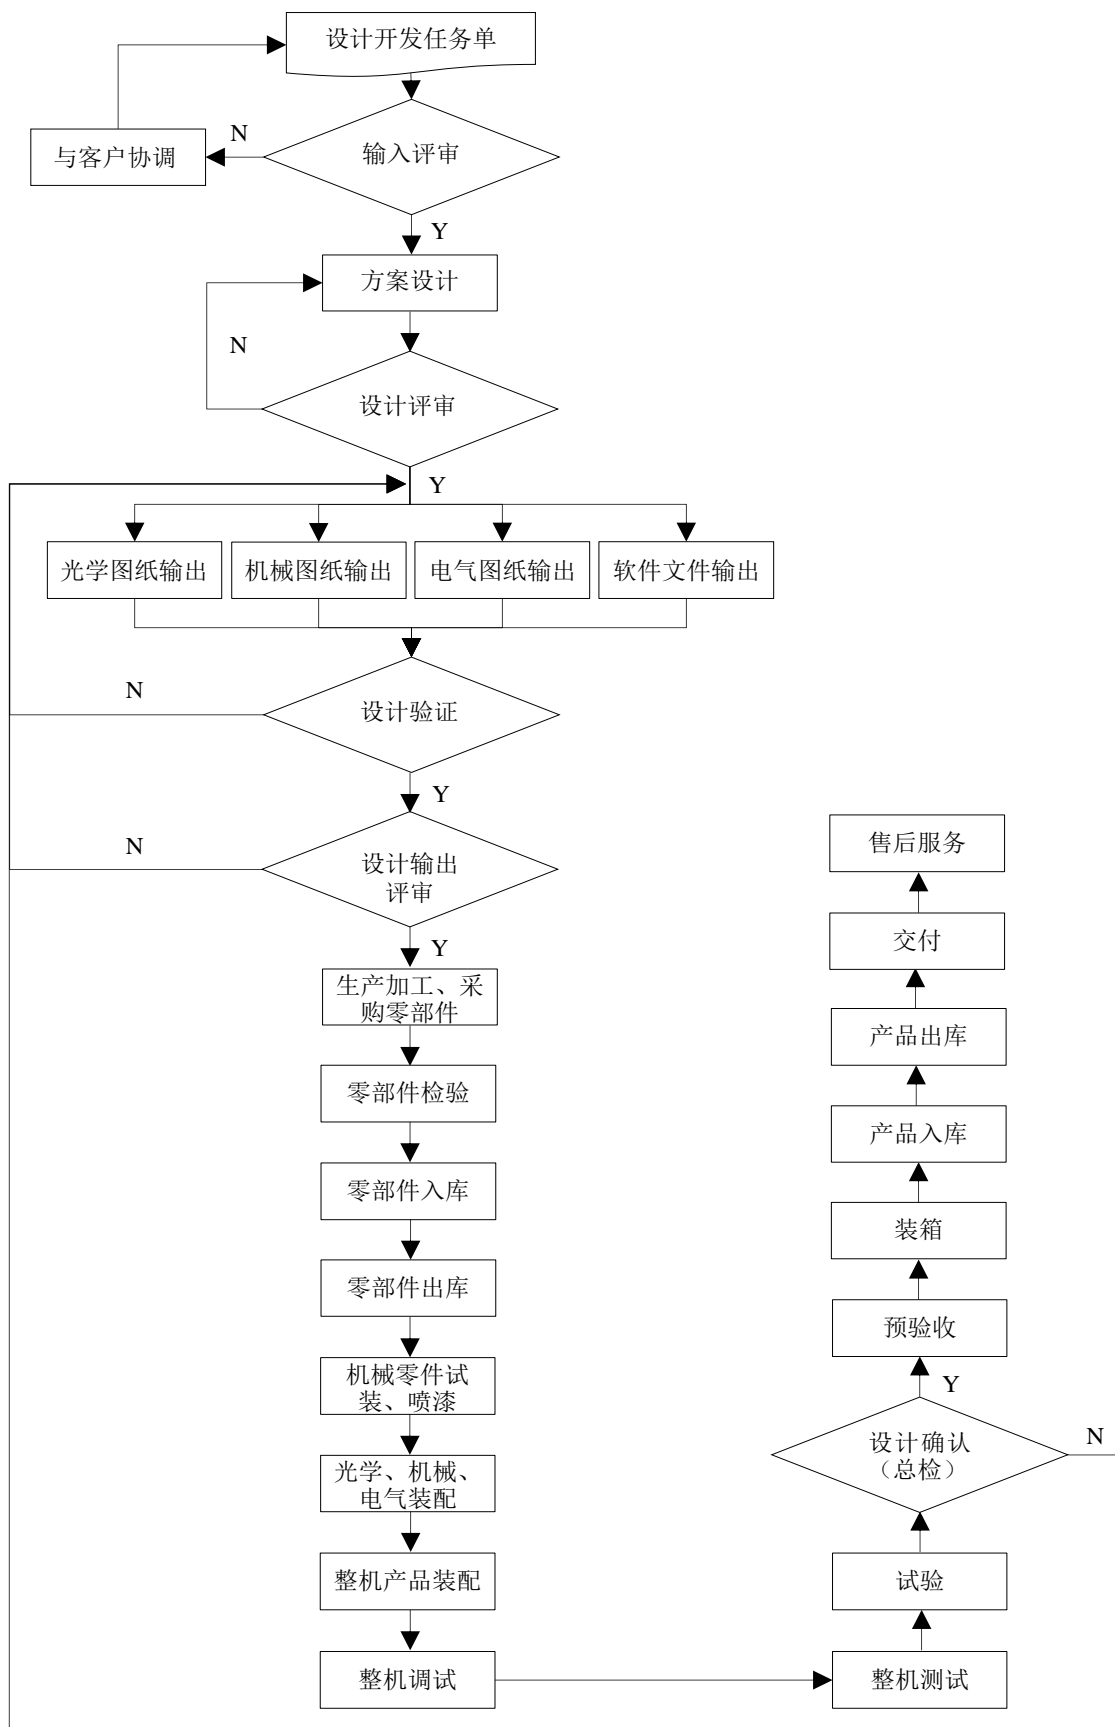 设计开发任务单
N
与客户协调
输入评审
Y
方案设计
N
设计评审
Y
光学图纸输出
机械图纸输出
电气图纸输出
软件文件输出
N
设计验证
Y
N
设计输出
评审
Y
生产加工、采
购零部件
零部件检验
零部件入库
零部件出库
机械零件试
装、喷漆
光学、机械、
电气装配
整机产品装配
整机调试
售后服务
交付
产品出库
产品入库
装箱
预验收
Y
设计确认
（总检）
N
试验
整机测试